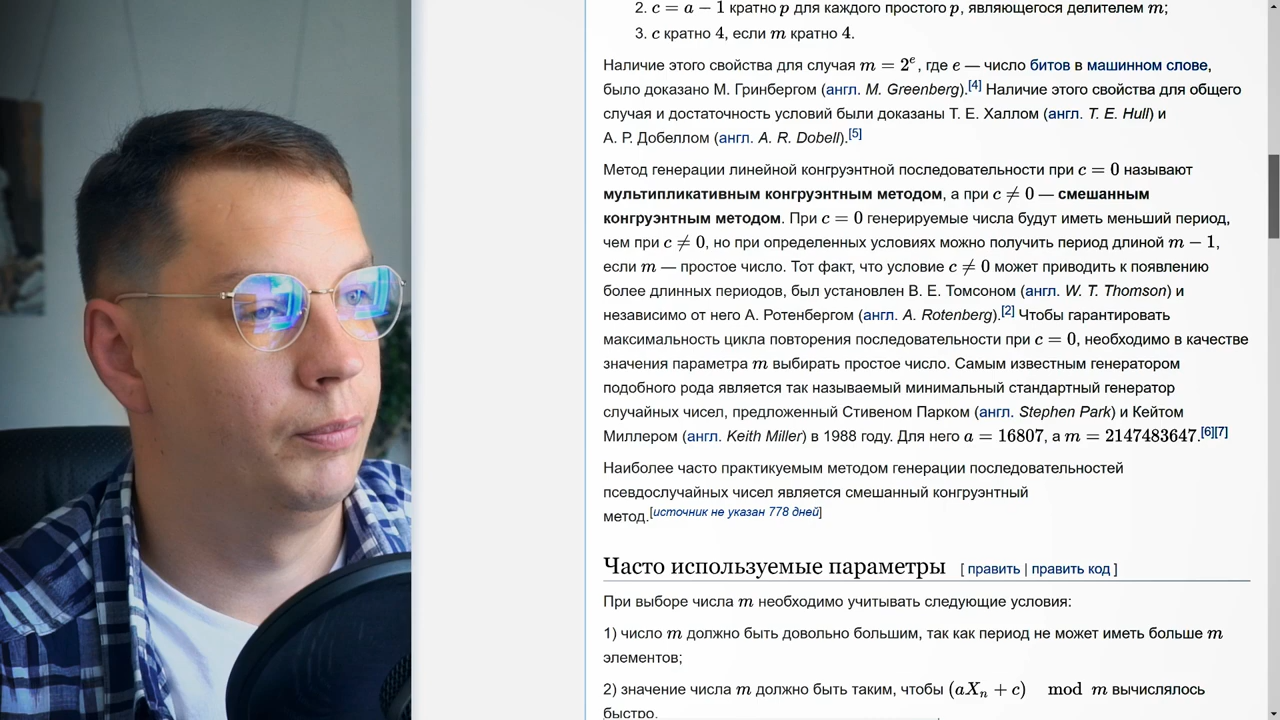 2. c = a − 1 кратно p для каждого простого p, являющегося делителем m;
3. c кратно 4, если m кратно 4.
Наличие этого свойства для случая m = 2^e, где e — число битов в машинном слове,
было доказано М. Гринбергом (англ. M. Greenberg).[4] Наличие этого свойства для общего
случая и достаточность условий были доказаны Т. Е. Халлом (англ. T. E. Hull) и
А. Р. Добеллом (англ. A. R. Dobell).[5]
Метод генерации линейной конгруэнтной последовательности при c = 0 называют
мультипликативным конгруэнтным методом, а при c ≠ 0 — смешанным
конгруэнтным методом. При c = 0 генерируемые числа будут иметь меньший период,
чем при c ≠ 0, но при определенных условиях можно получить период длиной m − 1,
если m — простое число. Тот факт, что условие c ≠ 0 может приводить к появлению
более длинных периодов, был установлен В. Е. Томсоном (англ. W. T. Thomson) и
независимо от него А. Ротенбергом (англ. A. Rotenberg).[2] Чтобы гарантировать
максимальность цикла повторения последовательности при c = 0, необходимо в качестве
значения параметра m выбирать простое число. Самым известным генератором
подобного рода является так называемый минимальный стандартный генератор
случайных чисел, предложенный Стивеном Парком (англ. Stephen Park) и Кейтом
Миллером (англ. Keith Miller) в 1988 году. Для него a = 16807, а m = 2147483647.[6][7]
Наиболее часто практикуемым методом генерации последовательностей
псевдослучайных чисел является смешанный конгруэнтный
метод.[источник не указан 778 дней]
Часто используемые параметры [ править | править код ]
При выборе числа m необходимо учитывать следующие условия:
1) число m должно быть довольно большим, так как период не может иметь больше m
элементов;
2) значение числа m должно быть таким, чтобы (aXₙ + c) mod m вычислялось
быстро.